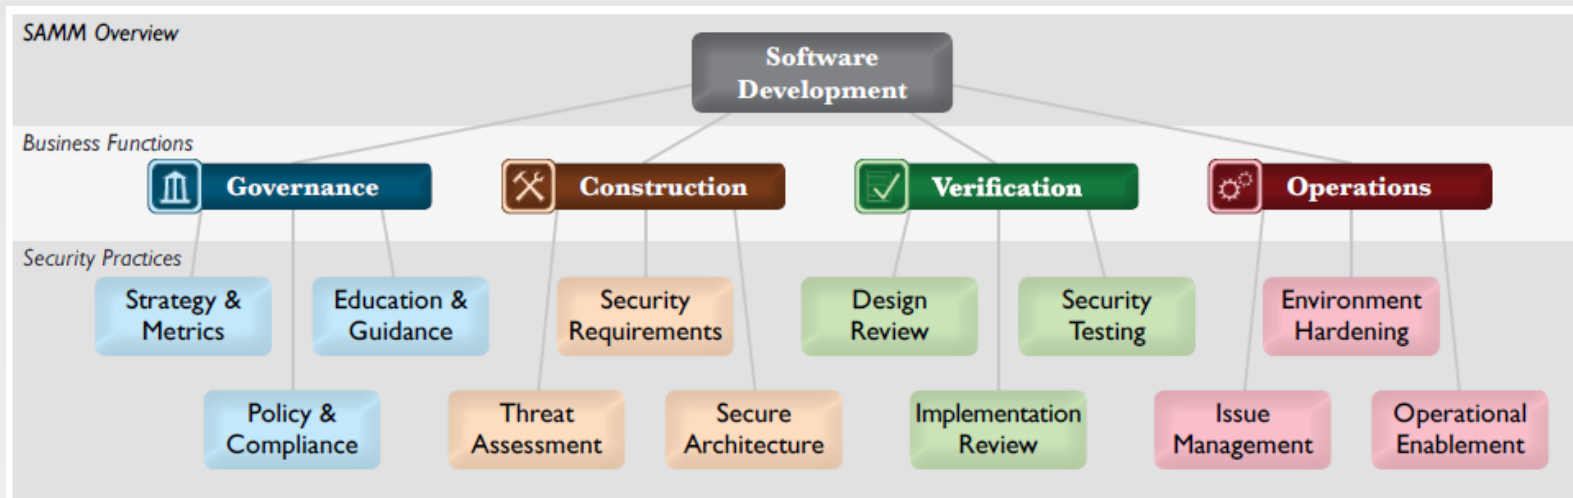 SAMM Overview
Software
Development
Business Functions
Governance
Construction
Verification
Operations
Security Practices
Strategy &
Metrics
Education &
Guidance
Security
Requirements
Design
Review
Security
Testing
Environment
Hardening
Policy &
Compliance
Threat
Assessment
Secure
Architecture
Implementation
Review
Issue
Management
Operational
Enablement